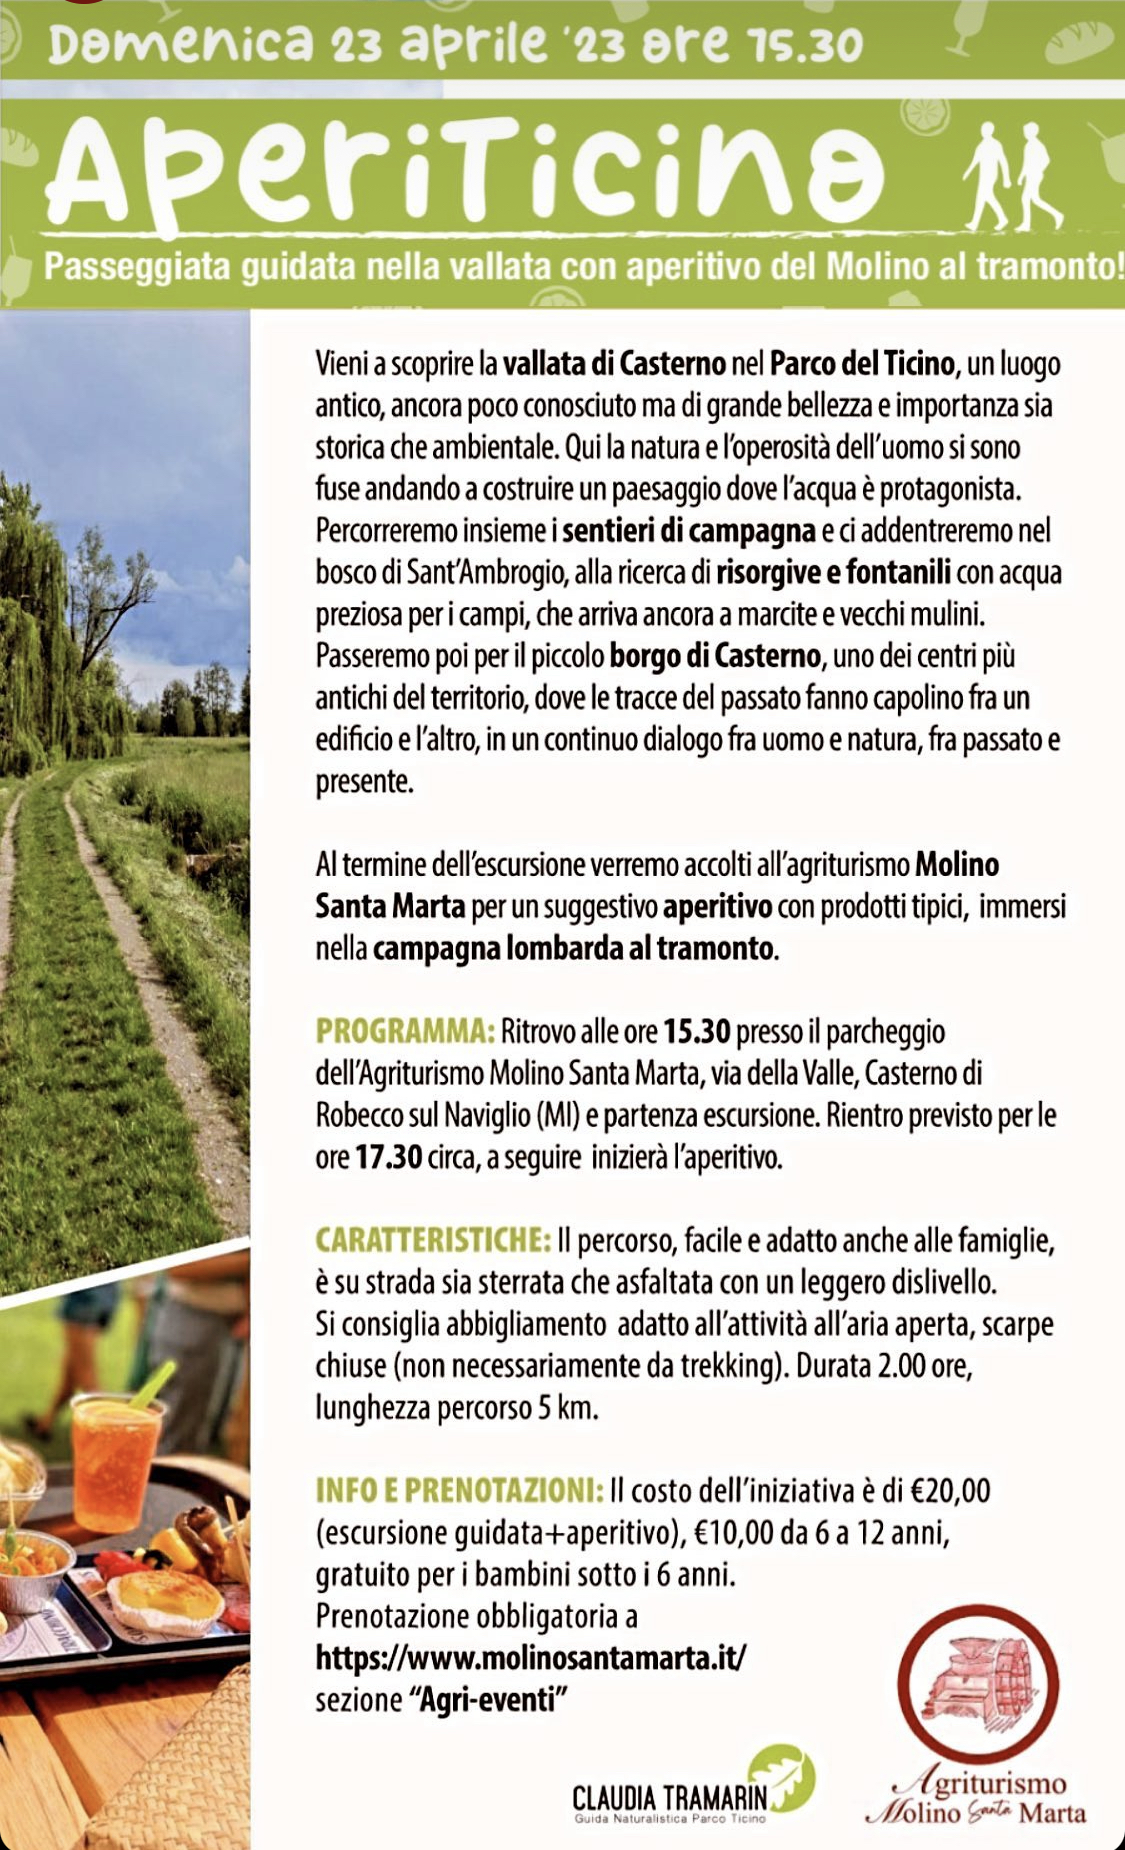 Domenica 23 aprile '23 ore 15.30
AperiTicino
Passeggiata guidata nella vallata con aperitivo del Molino al tramonto!
Vieni a scoprire la vallata di Casterno nel Parco del Ticino, un luogo
antico, ancora poco conosciuto ma di grande bellezza e importanza sia
storica che ambientale. Qui la natura e l'operosità dell'uomo si sono
fuse andando a costruire un paesaggio dove l'acqua è protagonista.
Percorreremo insieme i sentieri di campagna e ci addentreremo nel
bosco di Sant'Ambrogio, alla ricerca di risorgive e fontanili con acqua
preziosa per i campi, che arriva ancora a marcite e vecchi mulini.
Passeremo poi per il piccolo borgo di Casterno, uno dei centri più
antichi del territorio, dove le tracce del passato fanno capolino fra un
edificio e l'altro, in un continuo dialogo fra uomo e natura, fra passato e
presente.
Al termine dell'escursione verremo accolti all'agriturismo Molino
Santa Marta per un suggestivo aperitivo con prodotti tipici, immersi
nella campagna lombarda al tramonto.
PROGRAMMA: Ritrovo alle ore 15.30 presso il parcheggio
dell'Agriturismo Molino Santa Marta, via della Valle, Casterno di
Robecco sul Naviglio (MI) e partenza escursione. Rientro previsto per le
ore 17.30 circa, a seguire inizierà l'aperitivo.
CARATTERISTICHE: Il percorso, facile e adatto anche alle famiglie,
è su strada sia sterrata che asfaltata con un leggero dislivello.
Si consiglia abbigliamento adatto all'attività all'aria aperta, scarpe
chiuse (non necessariamente da trekking). Durata 2.00 ore,
lunghezza percorso 5 km.
INFO E PRENOTAZIONI: Il costo dell'iniziativa è di €20,00
(escursione guidata+aperitivo), €10,00 da 6 a 12 anni,
gratuito per i bambini sotto i 6 anni.
Prenotazione obbligatoria a
https://www.molinosantamarta.it/
sezione “Agri-eventi”
CLAUDIA TRAMARIN
Guida Naturalistica Parco Ticino
Agriturismo
Molino Santa Marta